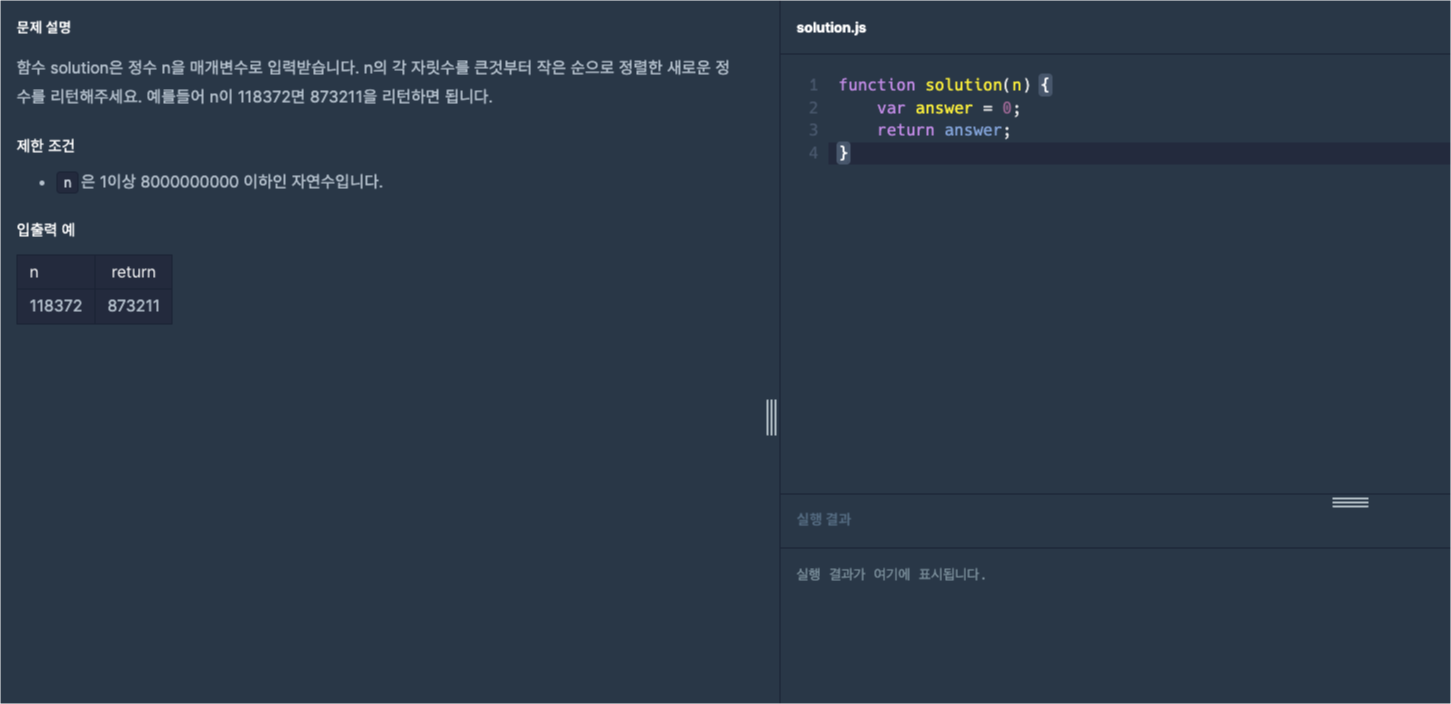 문제 설명
함수 solution은 정수 n을 매개변수로 입력받습니다. n의 각 자릿수를 큰것부터 작은 순으로 정렬한 새로운 정
수를 리턴해주세요. 예를들어 n이 118372면 873211을 리턴하면 됩니다.
제한 조건
• n 은 1이상 8000000000 이하인 자연수입니다.
입출력 예
n return
118372 873211
solution.js
1 function solution(n) {
2     var answer = 0;
3     return answer;
4 }
실행 결과
실행 결과가 여기에 표시됩니다.